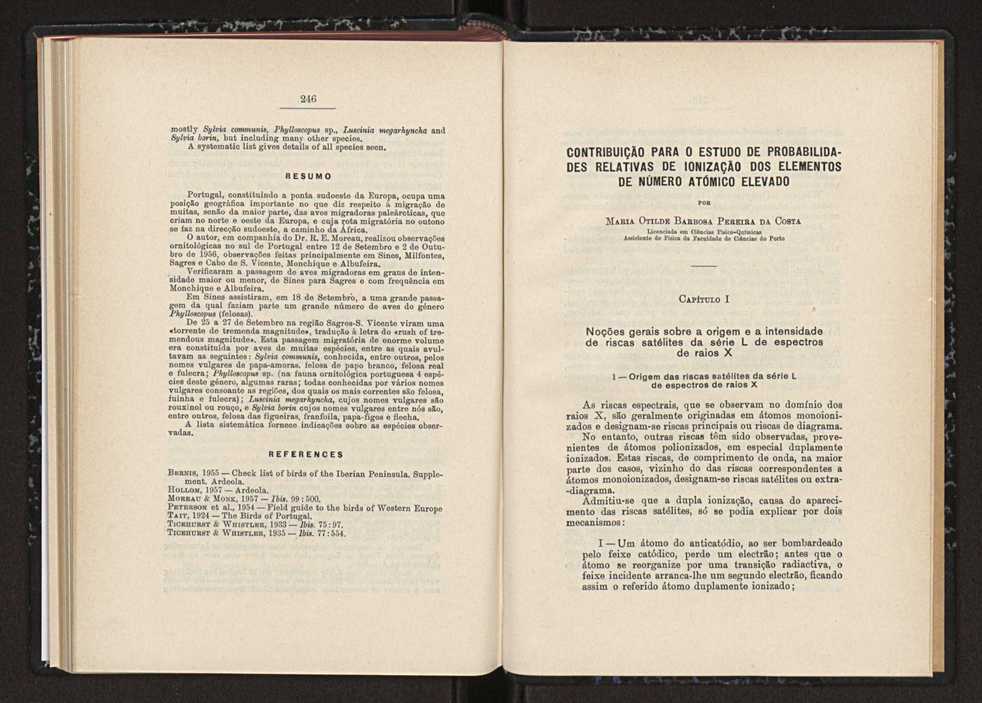 246
mostly Sylvia communis, Phylloscopus sp., Luscinia megarhyncha and
Sylvia borin, but including many other species.
A systematic list gives details of all species seen.
RESUMO
Portugal, constituindo a ponta sudoeste da Europa, ocupa uma
posição geográfica importante no que diz respeito à migração de
muitas, senão da maior parte, das aves migradoras paleárcticas, que
criam no norte e oeste da Europa, e cuja rota migratória no outono
se faz na direcção sudoeste, a caminho da África.
O autor, em companhia do Dr. R. E. Moreau, realizou observações
ornitológicas no sul de Portugal entre 12 de Setembro e 2 de Outu-
bro de 1956, observações feitas principalmente em Sines, Milfontes,
Sagres e Cabo de S. Vicente, Monchique e Albufeira.
Verificaram a passagem de aves migradoras em graus de inten-
sidade maior ou menor, de Sines para Sagres e com frequência em
Monchique e Albufeira.
Em Sines assistiram, em 18 de Setembro, a uma grande passa-
gem da qual faziam parte um grande número de aves do género
Phylloscopus (felosas).
De 25 a 27 de Setembro na região Sagres-S. Vicente viram uma
«torrente de tremenda magnitude», tradução à letra do «rush of tre-
mendous magnitude». Esta passagem migratória de enorme volume
era constituída por aves de muitas espécies, entre as quais avul-
tavam as seguintes: Sylvia communis, conhecida, entre outros, pelos
nomes vulgares de papa-amoras, felosa de papo branco, felosa real
e fulecra; Phylloscopus sp. (na fauna ornitológica portuguesa 4 espé-
cies deste género, algumas raras; todas conhecidas por vários nomes
vulgares consoante as regiões, dos quais os mais correntes são felosa,
fuinha e fulecra); Luscinia megarhyncha, cujos nomes vulgares são
rouxinol ou rouço, e Sylvia borin cujos nomes vulgares entre nós são,
entre outros, felosa das figueiras, franfolia, papa-figos e flecha.
A lista sistemática fornece indicações sobre as espécies obser-
vadas.
REFERENCES
BERNIS, 1955 — Check list of birds of the Iberian Peninsula. Supple-
ment. Ardeola.
HOLLOM, 1957 — Ardeola.
MOREAU & MONK, 1957 — Ibis. 99: 500.
PETERSON et al., 1954 — Field guide to the birds of Western Europe
TAIT, 1924 — The Birds of Portugal.
TICEHURST & WHISTLER, 1933 — Ibis. 75: 97.
TICEHURST & WHISTLER, 1935 — Ibis. 77: 554.
CONTRIBUIÇÃO PARA O ESTUDO DE PROBABILIDA-
DES RELATIVAS DE IONIZAÇÃO DOS ELEMENTOS
DE NÚMERO ATÓMICO ELEVADO
POR
MARIA OTILDE BARBOSA PEREIRA DA COSTA
Licenciada em Ciências Físico-Químicas
Assistente de Física da Faculdade de Ciências do Porto
CAPÍTULO I
Noções gerais sobre a origem e a intensidade
de riscas satélites da série L de espectros
de raios X
1 — Origem das riscas satélites da série L
de espectros de raios X
As riscas espectrais, que se observam no domínio dos
raios X, são geralmente originadas em átomos monoioni-
zados e designam-se riscas principais ou riscas de diagrama.
No entanto, outras riscas têm sido observadas, prove-
nientes de átomos polionizados, em especial duplamente
ionizados. Estas riscas, de comprimento de onda, na maior
parte dos casos, vizinho do das riscas correspondentes a
átomos monoionizados, designam-se riscas satélites ou extra-
-diagrama.
Admitiu-se que a dupla ionização, causa do apareci-
mento das riscas satélites, só se podia explicar por dois
mecanismos:
I — Um átomo do anticatódio, ao ser bombardeado
pelo feixe catódico, perde um electrão; antes que o
átomo se reorganize por uma transição radiactiva, o
feixe incidente arranca-lhe um segundo electrão, ficando
assim o referido átomo duplamente ionizado;